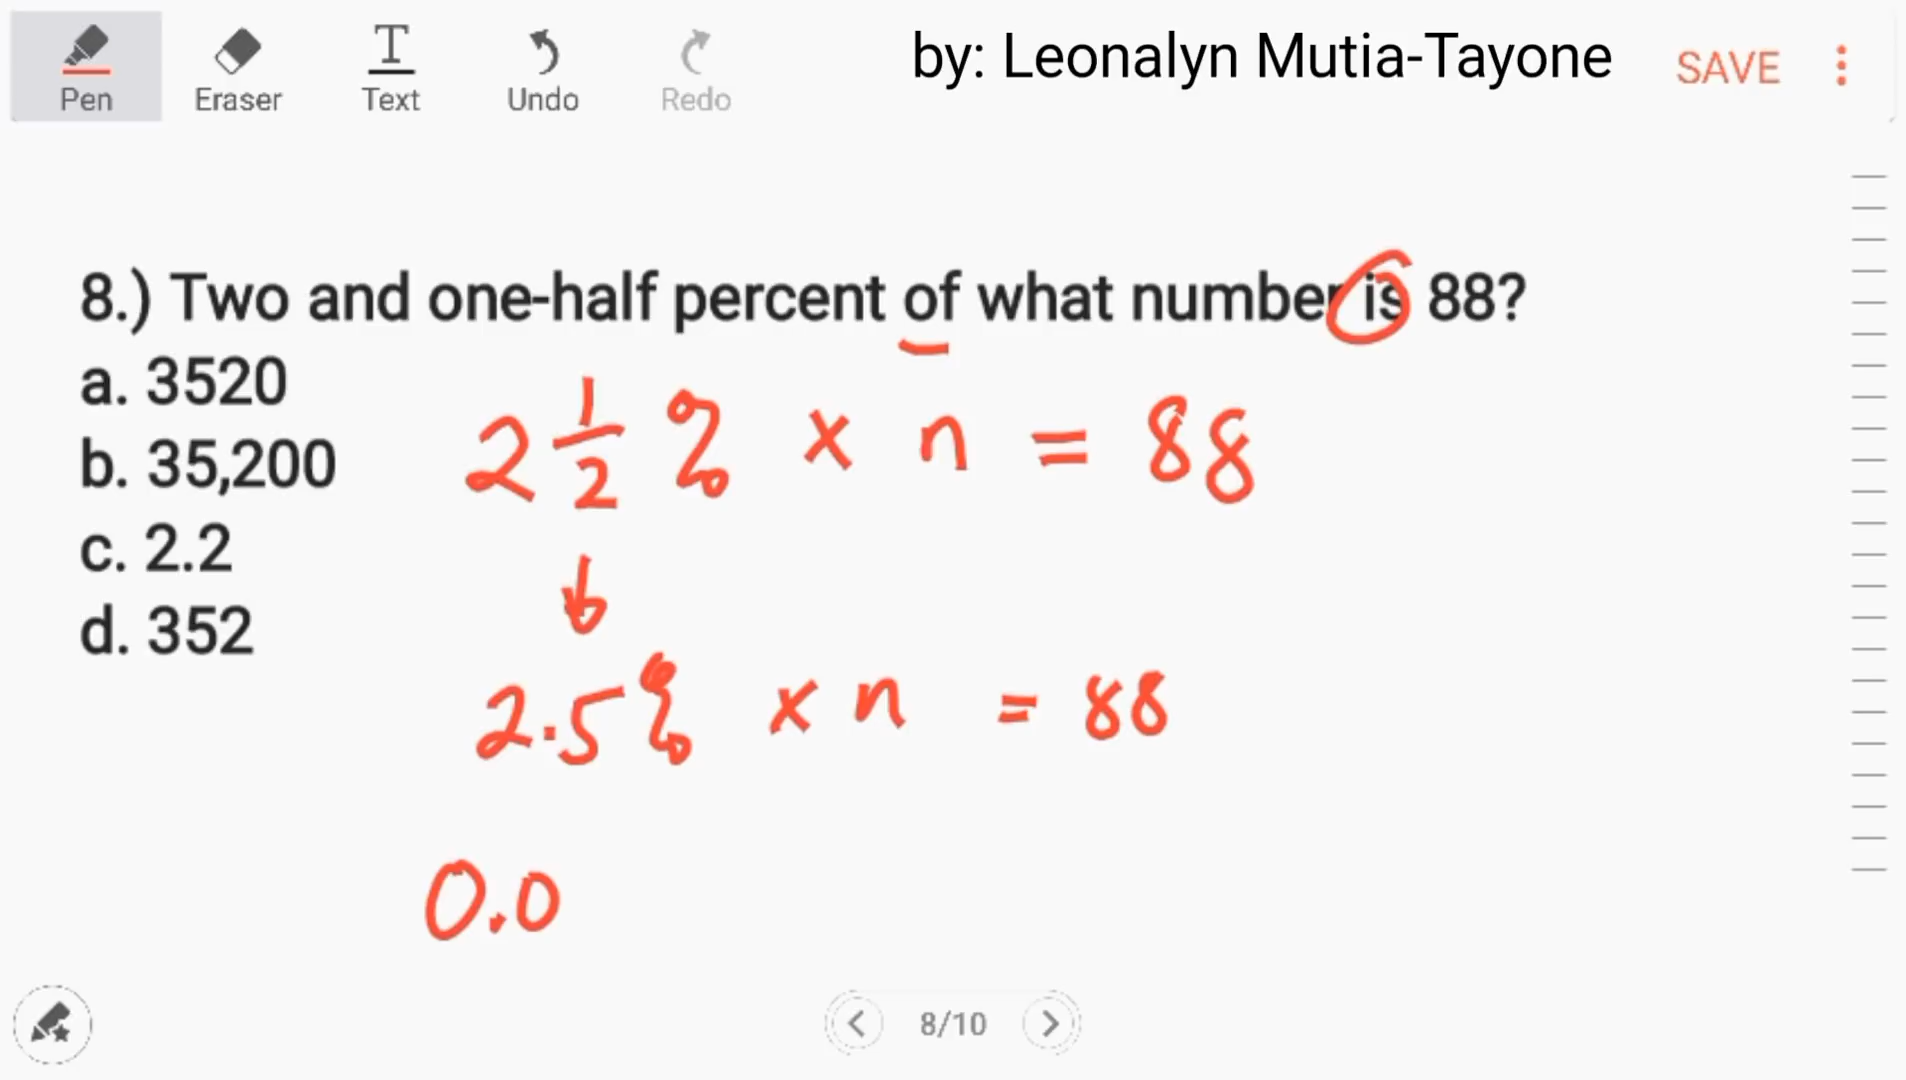 Pen
Eraser
Text
Undo
Redo
by: Leonalyn Mutia-Tayone
SAVE
8.) Two and one-half percent of what number is 88?
a. 3520
b. 35,200
c. 2.2
d. 352
2 1/2 % x n = 88
2.5% x n = 88
0.0
8/10